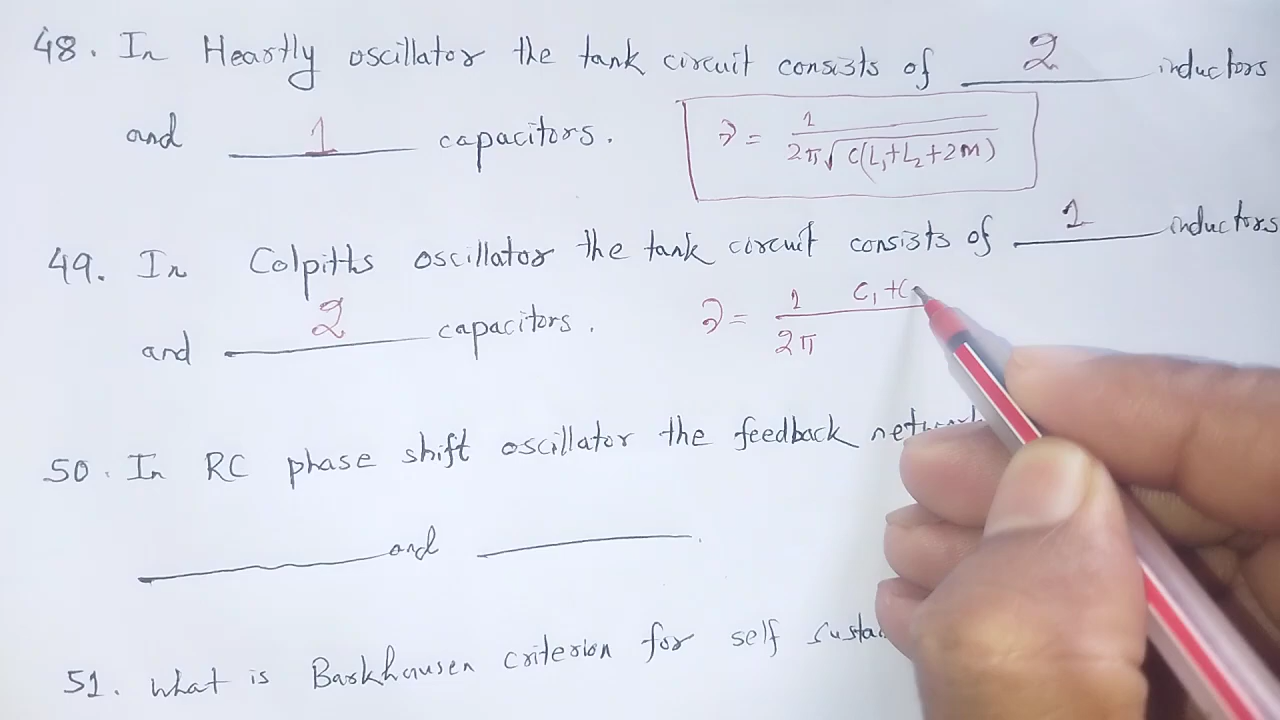 48. In Heartly oscillator the tank circuit consists of 2 inductors
and 1 capacitors. ν = 1 / 2π√C(L₁+L₂+2M)
49. In Colpitts oscillator the tank circuit consists of 1 inductors
and 2 capacitors. ν = 1 / 2π C₁+C
50. In RC phase shift oscillator the feedback network
and .
51. What is Barkhausen criterion for self